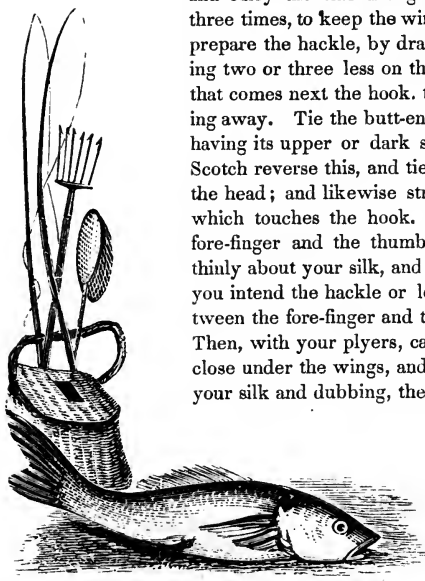 three times, to keep the win
prepare the hackle, by dra
ing two or three less on th
that comes next the hook. t
ing away. Tie the butt-en
having its upper or dark s
Scotch reverse this, and tie
the head; and likewise str
which touches the hook.
fore-finger and the thumb
thinly about your silk, and
you intend the hackle or l
tween the fore-finger and t
Then, with your plyers, ca
close under the wings, and
your silk and dubbing, the